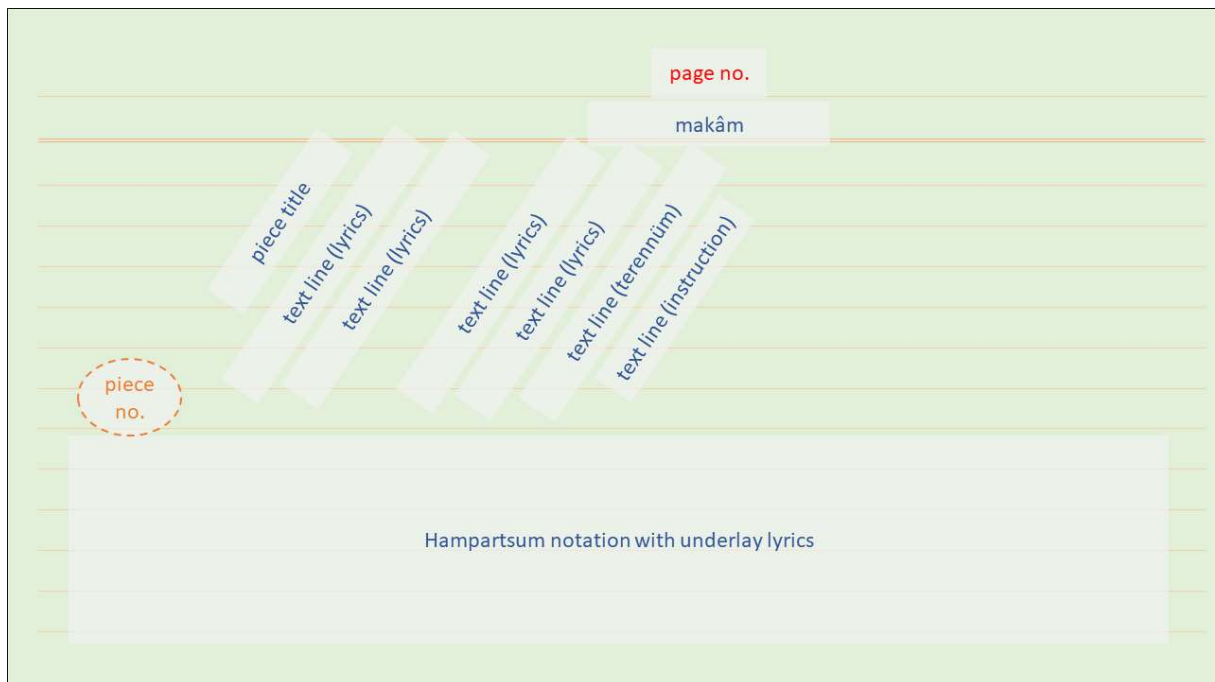 page no.
makâm
piece title
text line (lyrics)
text line (lyrics)
text line (lyrics)
text line (lyrics)
text line (terennüm)
text line (instruction)
piece
no.
Hampartsum notation with underlay lyrics